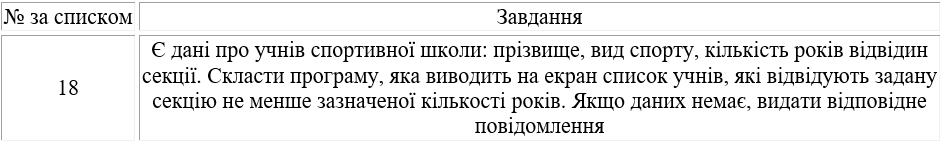 № за списком Завдання
18
Є дані про учнів спортивної школи: прізвище, вид спорту, кількість років відвідин
секції. Скласти програму, яка виводить на екран список учнів, які відвідують задану
секцію не менше зазначеної кількості років. Якщо даних немає, видати відповідне
повідомлення